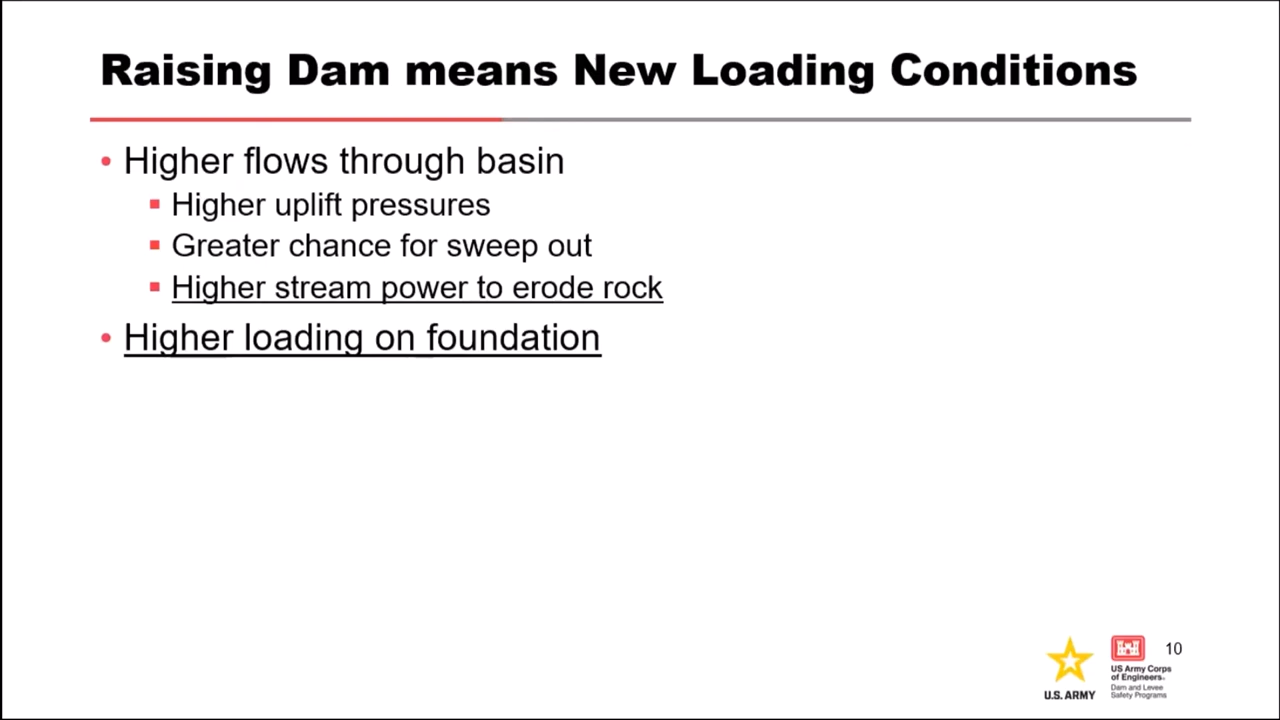 Raising Dam means New Loading Conditions
• Higher flows through basin
▪ Higher uplift pressures
▪ Greater chance for sweep out
▪ Higher stream power to erode rock
• Higher loading on foundation
10
U.S. ARMY
US Army Corps
of Engineers®
Dam and Levee
Safety Programs